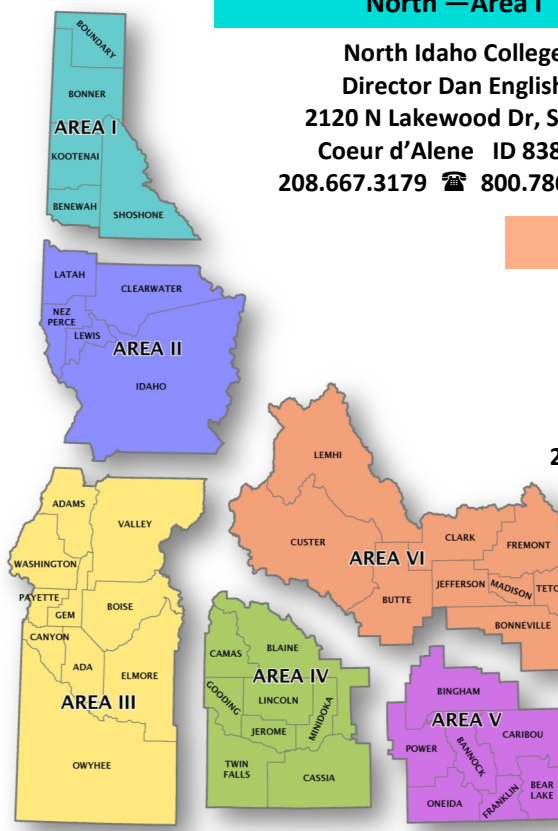 North —Area I
North Idaho College
Director Dan English
2120 N Lakewood Dr, S
Coeur d’Alene ID 838
208.667.3179 ☎ 800.786
BOUNDARY
BONNER
AREA I
KOOTENAI
BENEWAH
SHOSHONE
LATAH
CLEARWATER
NEZ
PERCE
LEWIS
AREA II
IDAHO
2
LEMHI
CUSTER
AREA VI
CLARK
FREMONT
JEFFERSON
MADISON
TETO
BUTTE
BONNEVILLE
ADAMS
VALLEY
WASHINGTON
PAYETTE
GEM
BOISE
CANYON
ADA
ELMORE
AREA III
OWYHEE
CAMAS
BLAINE
AREA IV
GOODING
LINCOLN
MINIDOKA
JEROME
TWIN
FALLS
CASSIA
BINGHAM
AREA V
CARIBOU
POWER
BANNOCK
BEAR
LAKE
ONEIDA
FRANKLIN